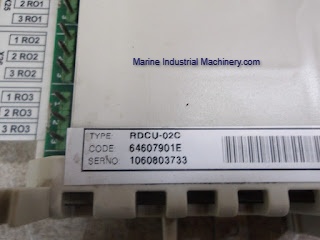 2 RO1
3 RO1
1 RO2
2 RO2
3 RO2
1 RO3
2 RO3
3 RO3
Marine Industrial Machinery.com
TYPE: RDCU-02C
CODE: 64607901E
SERNO: 1060803733